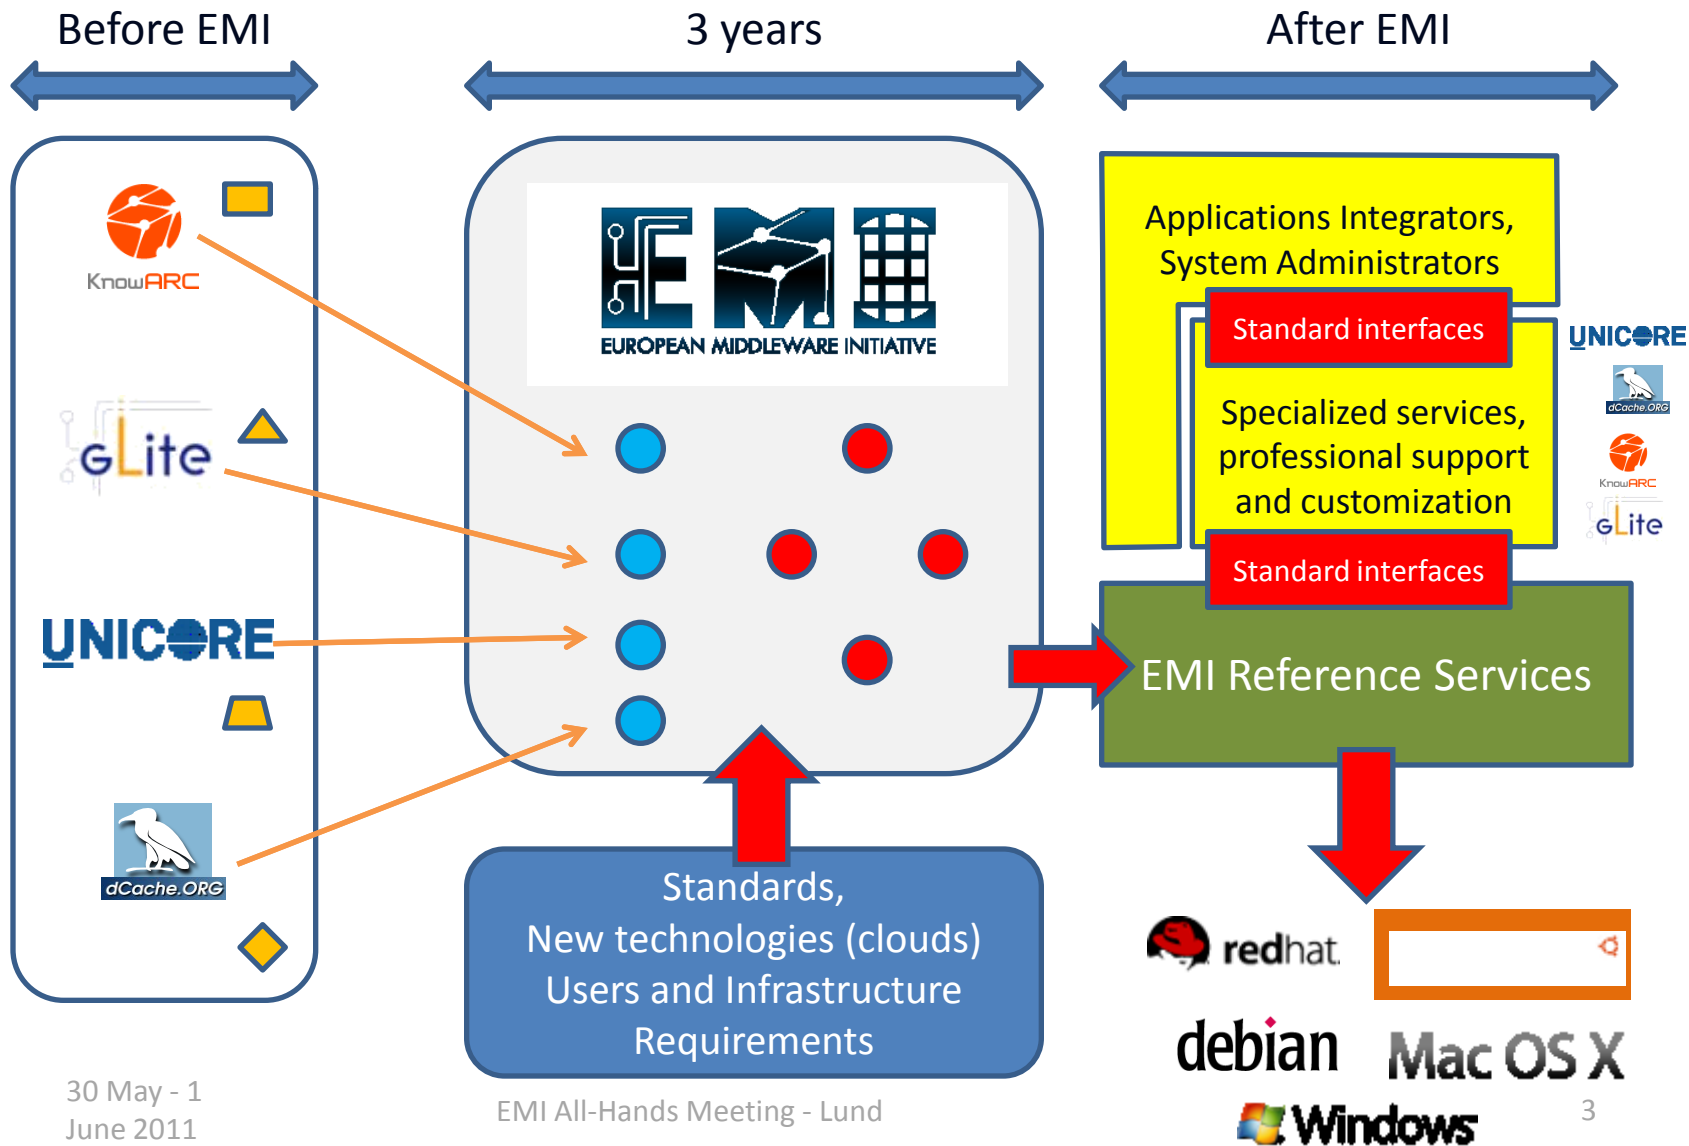 Before EMI
3 years
After EMI
KnowARC
gLite
UNICORE
dCache.ORG
EMI
EUROPEAN MIDDLEWARE INITIATIVE
Standards,
New technologies (clouds)
Users and Infrastructure
Requirements
Applications Integrators,
System Administrators
Standard interfaces
Specialized services,
professional support
and customization
Standard interfaces
UNICORE
dCache.ORG
KnowARC
gLite
EMI Reference Services
redhat.
debian
Mac OS X
Windows
30 May - 1
June 2011
EMI All-Hands Meeting - Lund
3